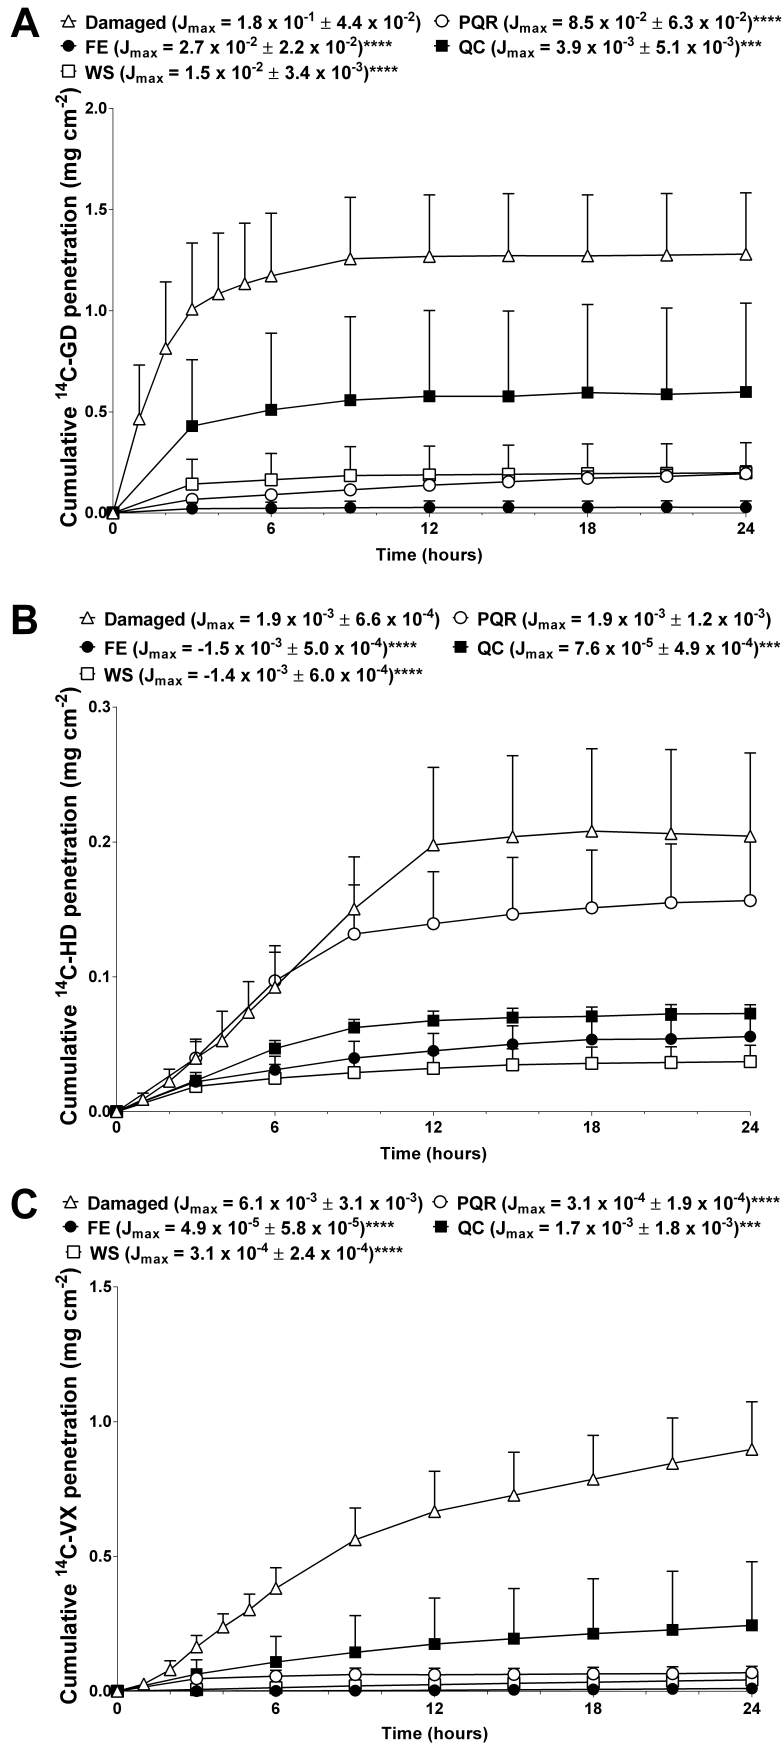 A
Damaged (Jmax = 1.8 x 10-1 ± 4.4 x 10-2) PQR (Jmax = 8.5 x 10-2 ± 6.3 x 10-2)****
FE (Jmax = 2.7 x 10-2 ± 2.2 x 10-2)**** QC (Jmax = 3.9 x 10-3 ± 5.1 x 10-3)***
WS (Jmax = 1.5 x 10-2 ± 3.4 x 10-3)****
Cumulative 14C-GD penetration (mg cm-2)
2.0
1.5
1.0
0.5
0.0
0 6 12 18 24
Time (hours)
B
Damaged (Jmax = 1.9 x 10-3 ± 6.6 x 10-4) PQR (Jmax = 1.9 x 10-3 ± 1.2 x 10-3)
FE (Jmax = -1.5 x 10-3 ± 5.0 x 10-4)**** QC (Jmax = 7.6 x 10-5 ± 4.9 x 10-4)***
WS (Jmax = -1.4 x 10-3 ± 6.0 x 10-4)****
Cumulative 14C-HD penetration (mg cm-2)
0.3
0.2
0.1
0.0
0 6 12 18 24
Time (hours)
C
Damaged (Jmax = 6.1 x 10-3 ± 3.1 x 10-3) PQR (Jmax = 3.1 x 10-4 ± 1.9 x 10-4)****
FE (Jmax = 4.9 x 10-5 ± 5.8 x 10-5)**** QC (Jmax = 1.7 x 10-3 ± 1.8 x 10-3)***
WS (Jmax = 3.1 x 10-4 ± 2.4 x 10-4)****
Cumulative 14C-VX penetration (mg cm-2)
1.5
1.0
0.5
0.0
0 6 12 18 24
Time (hours)